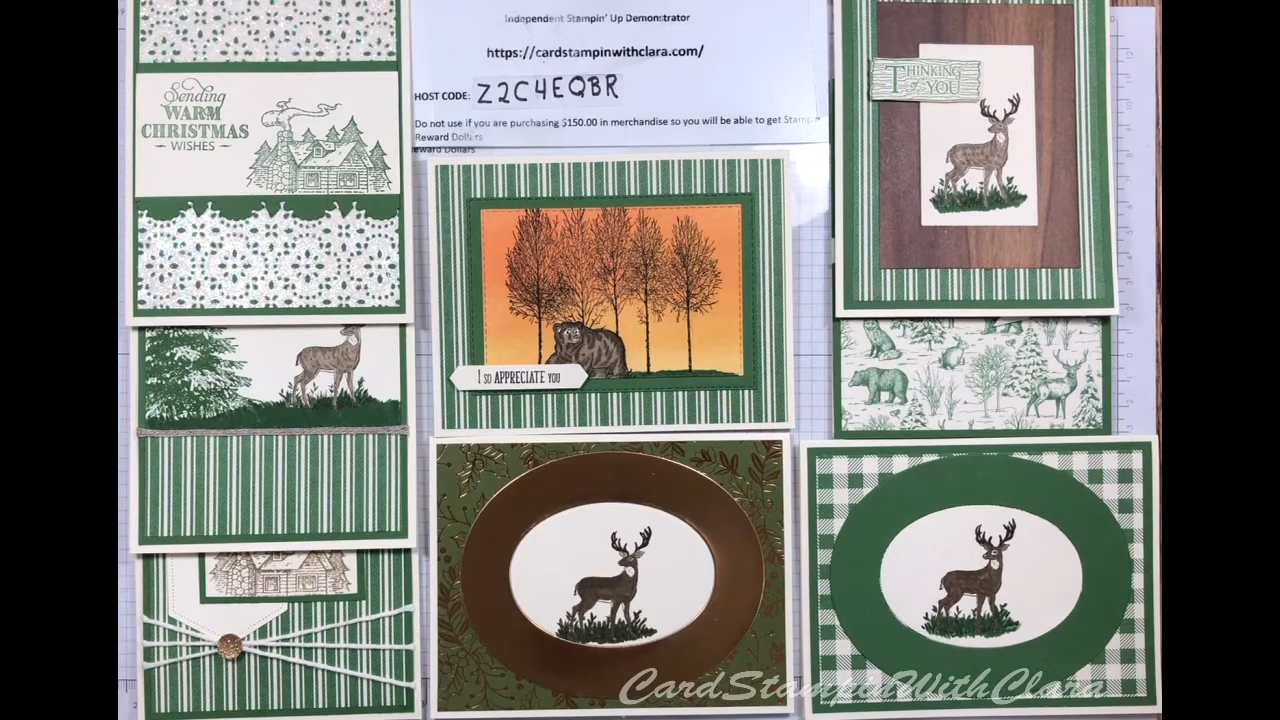 Independent Stampin' Up Demonstrator
https://cardstampinwithclara.com/
HOST CODE: Z2C4EQBR
Do not use if you are purchasing $150.00 in merchandise so you will be able to get Stampin
Reward Dollars
eward Dollars
Sending
WARM
CHRISTMAS
WISHES
THINKING
of YOU
I SO APPRECIATE YOU
CardStampinWithClara